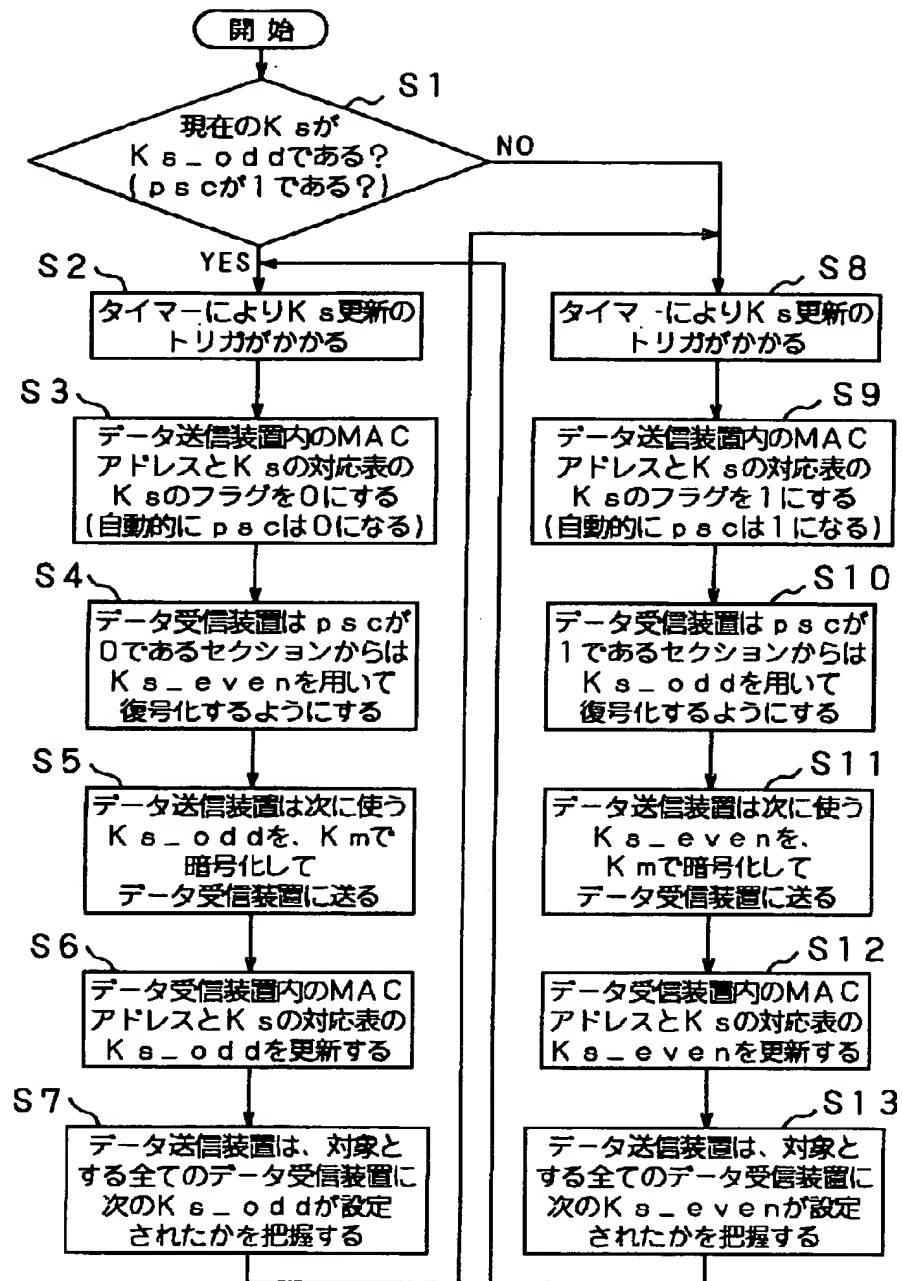 開始
S1
現在のKsが
Ks_oddである?
(pscが1である?)
NO
YES
S2
タイマーによりKs更新の
トリガがかかる
S3
データ送信装置内のMAC
アドレスとKsの対応表の
Ksのフラグを0にする
(自動的にpscは0になる)
S4
データ受信装置はpscが
0であるセクションからは
Ks_evenを用いて
復号化するようにする
S5
データ送信装置は次に使う
Ks_oddを、Kmで
暗号化して
データ受信装置に送る
S6
データ受信装置内のMAC
アドレスとKsの対応表の
Ks_oddを更新する
S7
データ送信装置は、対象と
する全てのデータ受信装置に
次のKs_oddが設定
されたかを把握する
S8
タイマーによりKs更新の
トリガがかかる
S9
データ送信装置内のMAC
アドレスとKsの対応表の
Ksのフラグを1にする
(自動的にpscは1になる)
S10
データ受信装置はpscが
1であるセクションからは
Ks_oddを用いて
復号化するようにする
S11
データ送信装置は次に使う
Ks_evenを、
Kmで暗号化して
データ受信装置に送る
S12
データ受信装置内のMAC
アドレスとKsの対応表の
Ks_evenを更新する
S13
データ送信装置は、対象と
する全てのデータ受信装置に
次のKs_evenが設定
されたかを把握する